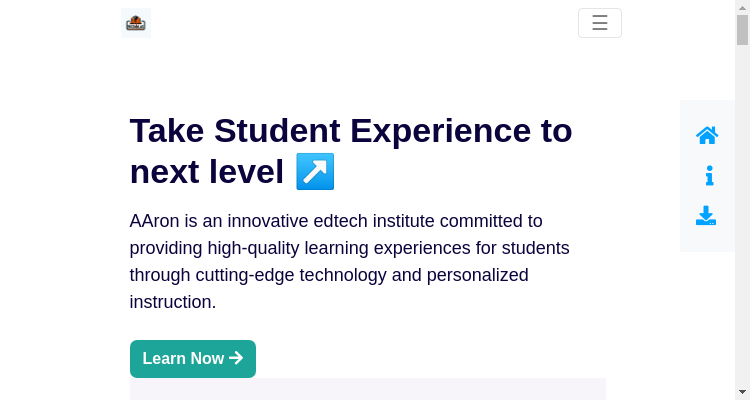 Take Student Experience to
next level ↗
AAron is an innovative edtech institute committed to
providing high-quality learning experiences for students
through cutting-edge technology and personalized
instruction.
Learn Now →